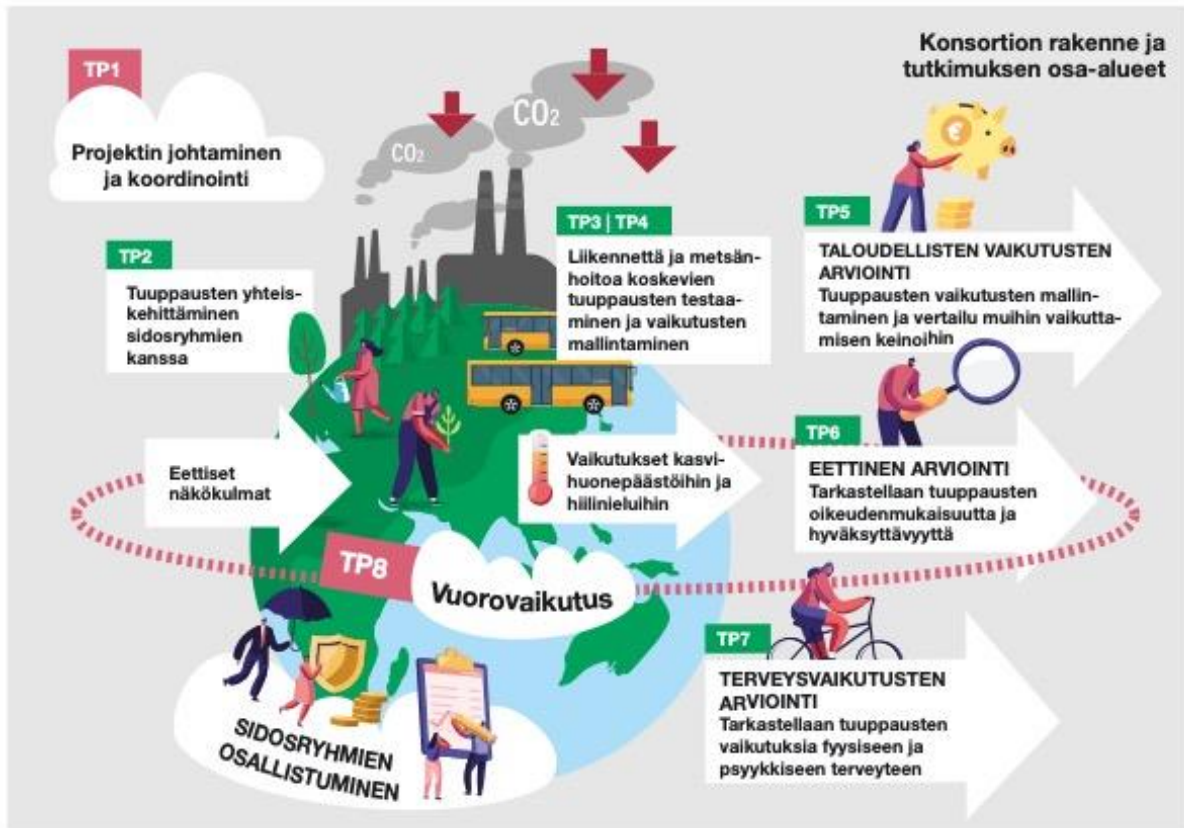 Konsortion rakenne ja
tutkimuksen osa-alueet
TP1
Projektin johtaminen
ja koordinointi
CO₂
CO₂
TP2
Tuuppausten yhteis-
kehittäminen
sidosryhmien
kanssa
TP3 | TP4
Liikennettä ja metsän-
hoitoa koskevien
tuuppausten testaa-
minen ja vaikutusten
mallintaminen
€
TP5
TALOUDELLISTEN VAIKUTUSTEN
ARVIOINTI
Tuuppausten vaikutusten mallin-
taminen ja vertailu muihin vaikutta-
misen keinoihin
Eettiset
näkökulmat
Vaikutukset kasvi-
huonepäästöihin ja
hiilinieluihin
TP6
EETTINEN ARVIOINTI
Tarkastellaan tuuppausten
oikeudenmukaisuutta ja
hyväksyttävyyttä
TP8
Vuorovaikutus
TP7
TERVEYSVAIKUTUSTEN
ARVIOINTI
Tarkastellaan tuuppausten
vaikutuksia fyysiseen ja
psyykkiseen terveyteen
SIDOSRYHMIEN
OSALLISTUMINEN